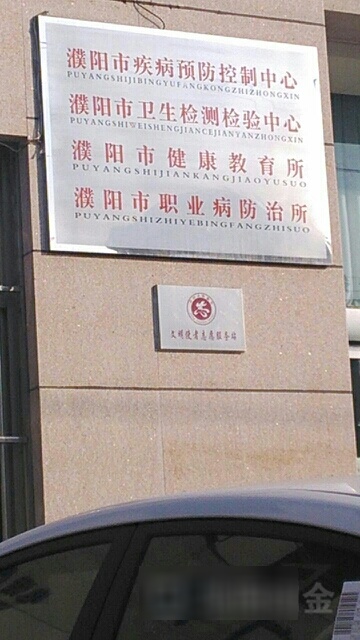 濮阳市疾病预防控制中心
PUYANGSHIJIBINGYUFANGKONGZHIZHONGXIN
濮阳市卫生检测检验中心
PUYANGSHIWEISHENGJIANCEJIANYANZHONGXIN
濮阳市健康教育所
PUYANGSHIJIANKANGJIAOYUSUO
濮阳市职业病防治所
PUYANGSHIZHIYEBINGFANGZHISUO
文明使者志愿服务站
金